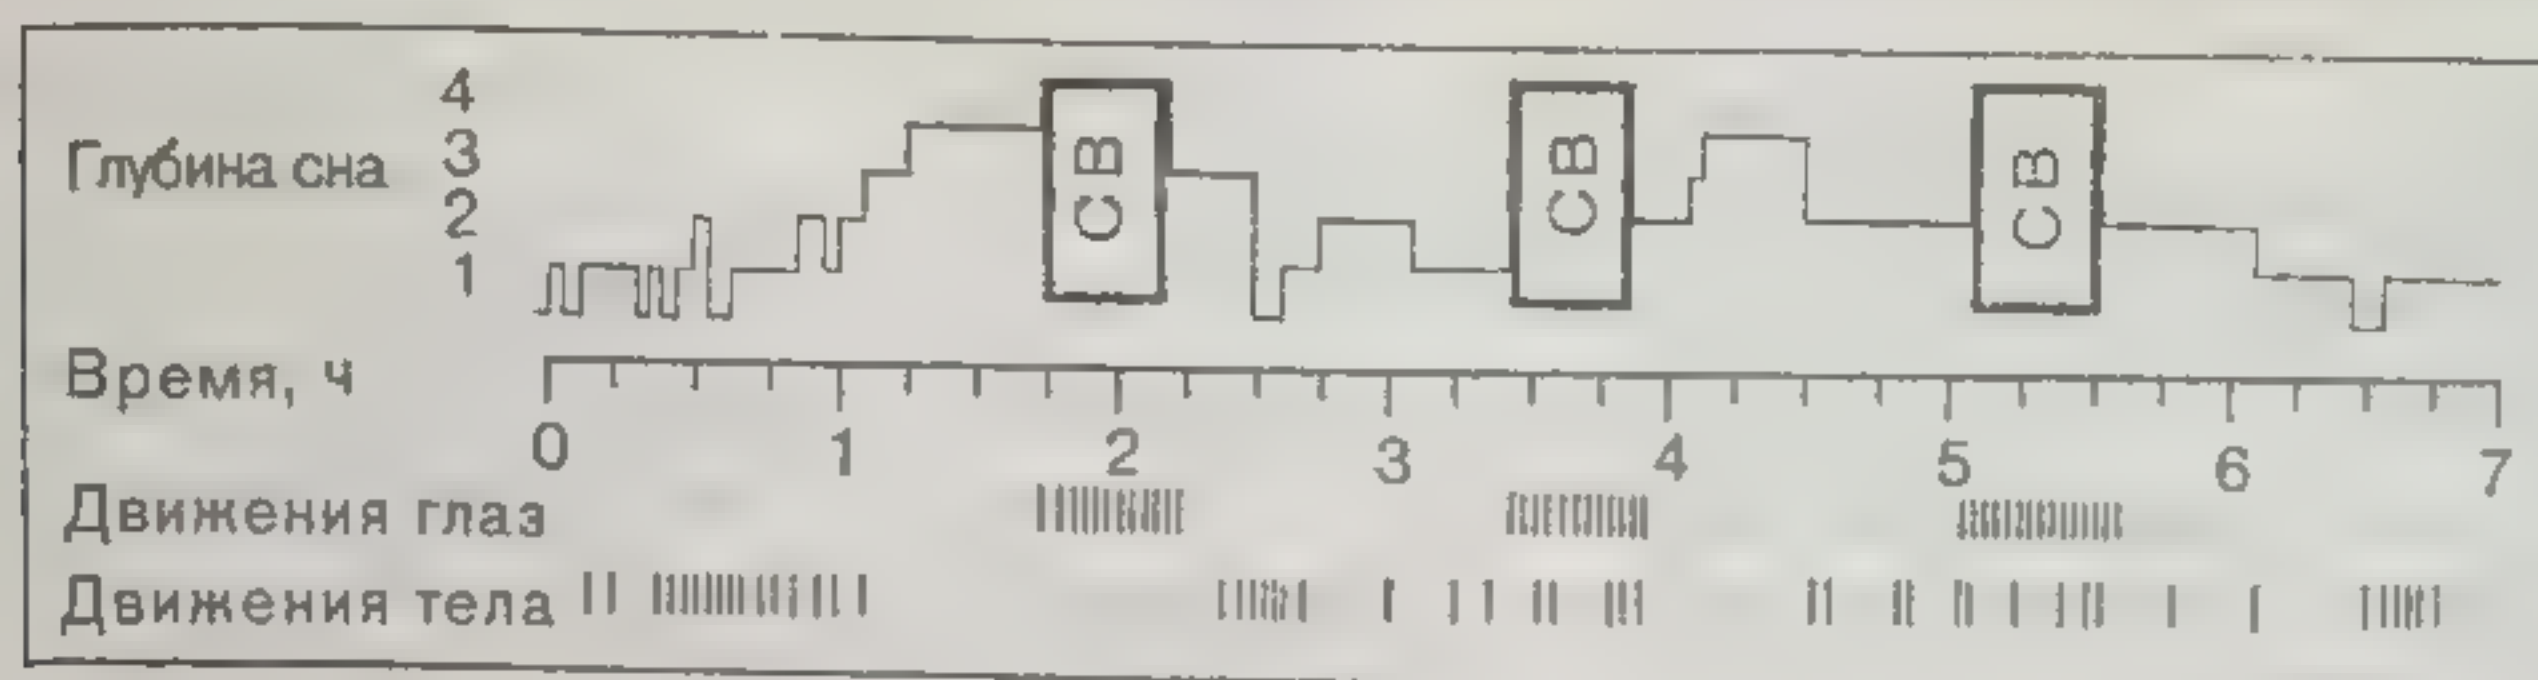 4
Глубина сна 3
2
1
СВ СВ СВ
Время, ч
0 1 2 3 4 5 6 7
Движения глаз
Движения тела